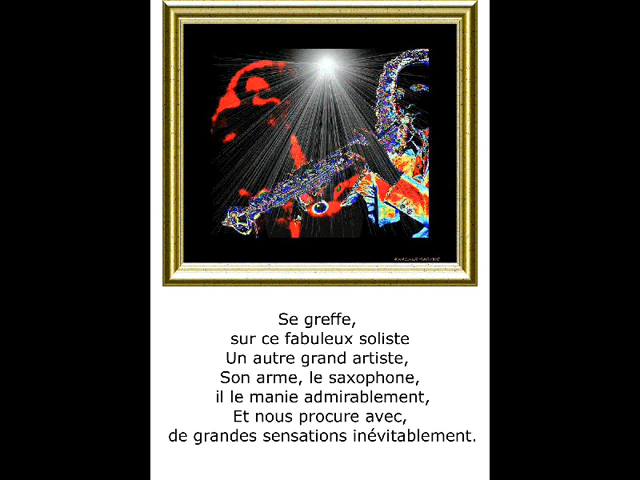 Se greffe,
sur ce fabuleux soliste
Un autre grand artiste,
Son arme, le saxophone,
il le manie admirablement,
Et nous procure avec,
de grandes sensations inévitablement.